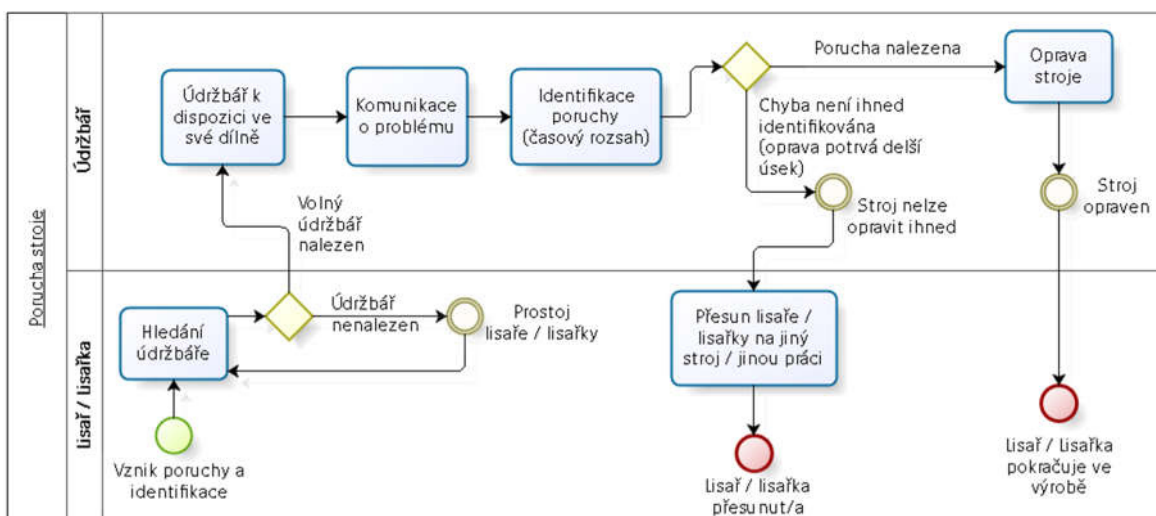 Porucha stroje
Údržbář
Údržbář k
dispozici ve
své dílně
Komunikace
o problému
Identifikace
poruchy
(časový rozsah)
Porucha nalezena
Oprava
stroje
Chyba není ihned
identifikována
(oprava potrvá delší
úsek)
Stroj nelze
opravit ihned
Stroj
opraven
Volný
údržbář
nalezen
lisař / lisařka
Hledání
údržbáře
Údržbář
nenalezen
Prostoj
lisaře / lisařky
Přesun lisaře /
lisařky na jiný
stroj / jinou práci
Vznik poruchy a
identifikace
Lisař / lisařka
přesunut/a
Lisař / Lisařka
pokračuje ve
výrobě